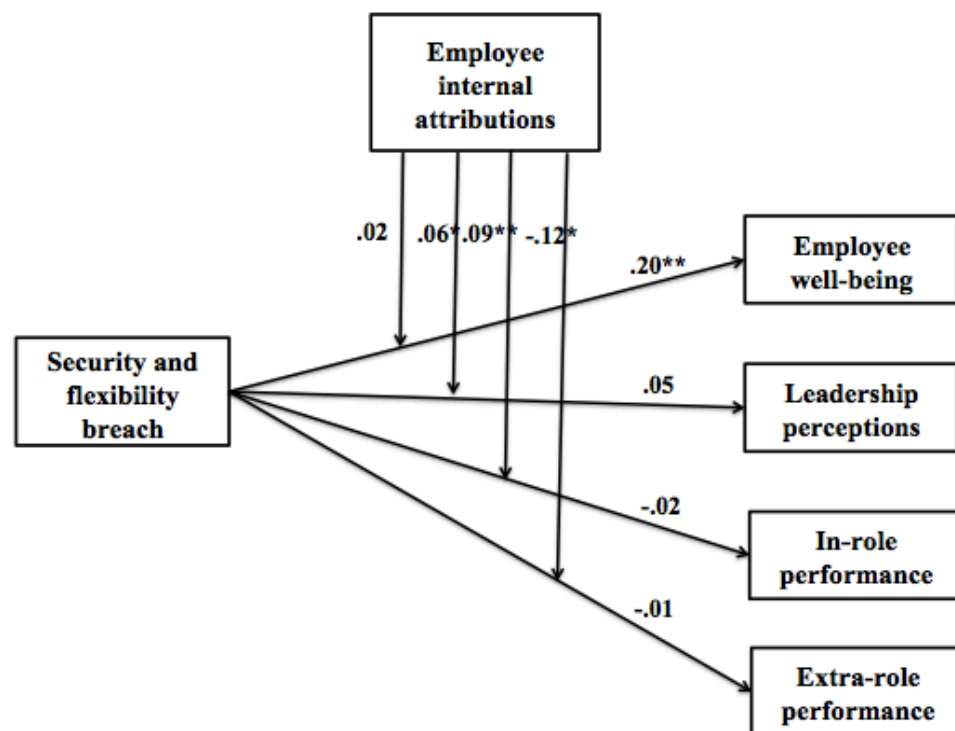 Employee
internal
attributions
.02
.06*
.09**
-.12*
.20**
Employee
well-being
Security and
flexibility
breach
.05
Leadership
perceptions
-.02
In-role
performance
-.01
Extra-role
performance